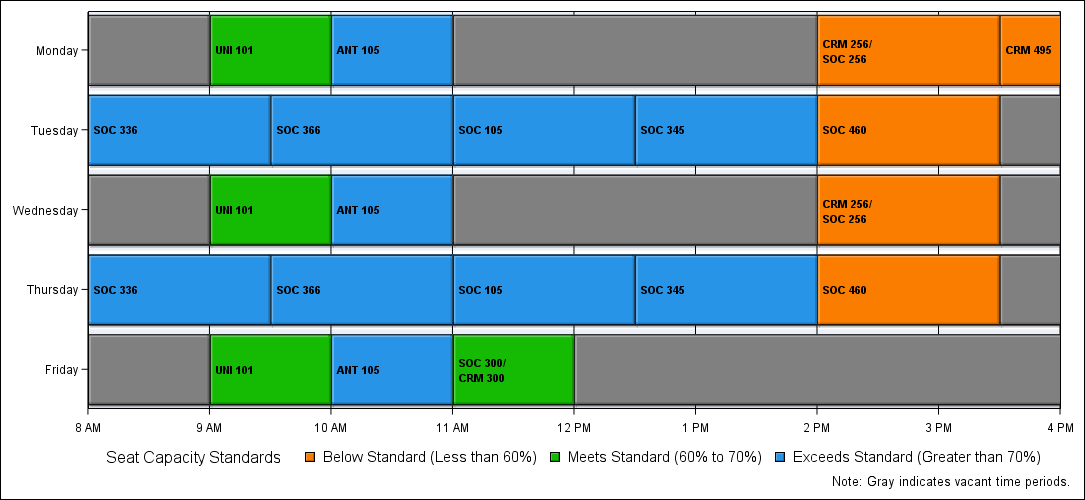 Monday
UNI 101
ANT 105
CRM 256/
SOC 256
CRM 495
Tuesday
SOC 336
SOC 366
SOC 105
SOC 345
SOC 460
Wednesday
UNI 101
ANT 105
CRM 256/
SOC 256
Thursday
SOC 336
SOC 366
SOC 105
SOC 345
SOC 460
Friday
UNI 101
ANT 105
SOC 300/
CRM 300
8 AM 9 AM 10 AM 11 AM 12 PM 1 PM 2 PM 3 PM 4 PM
Seat Capacity Standards Below Standard (Less than 60%) Meets Standard (60% to 70%) Exceeds Standard (Greater than 70%)
Note: Gray indicates vacant time periods.